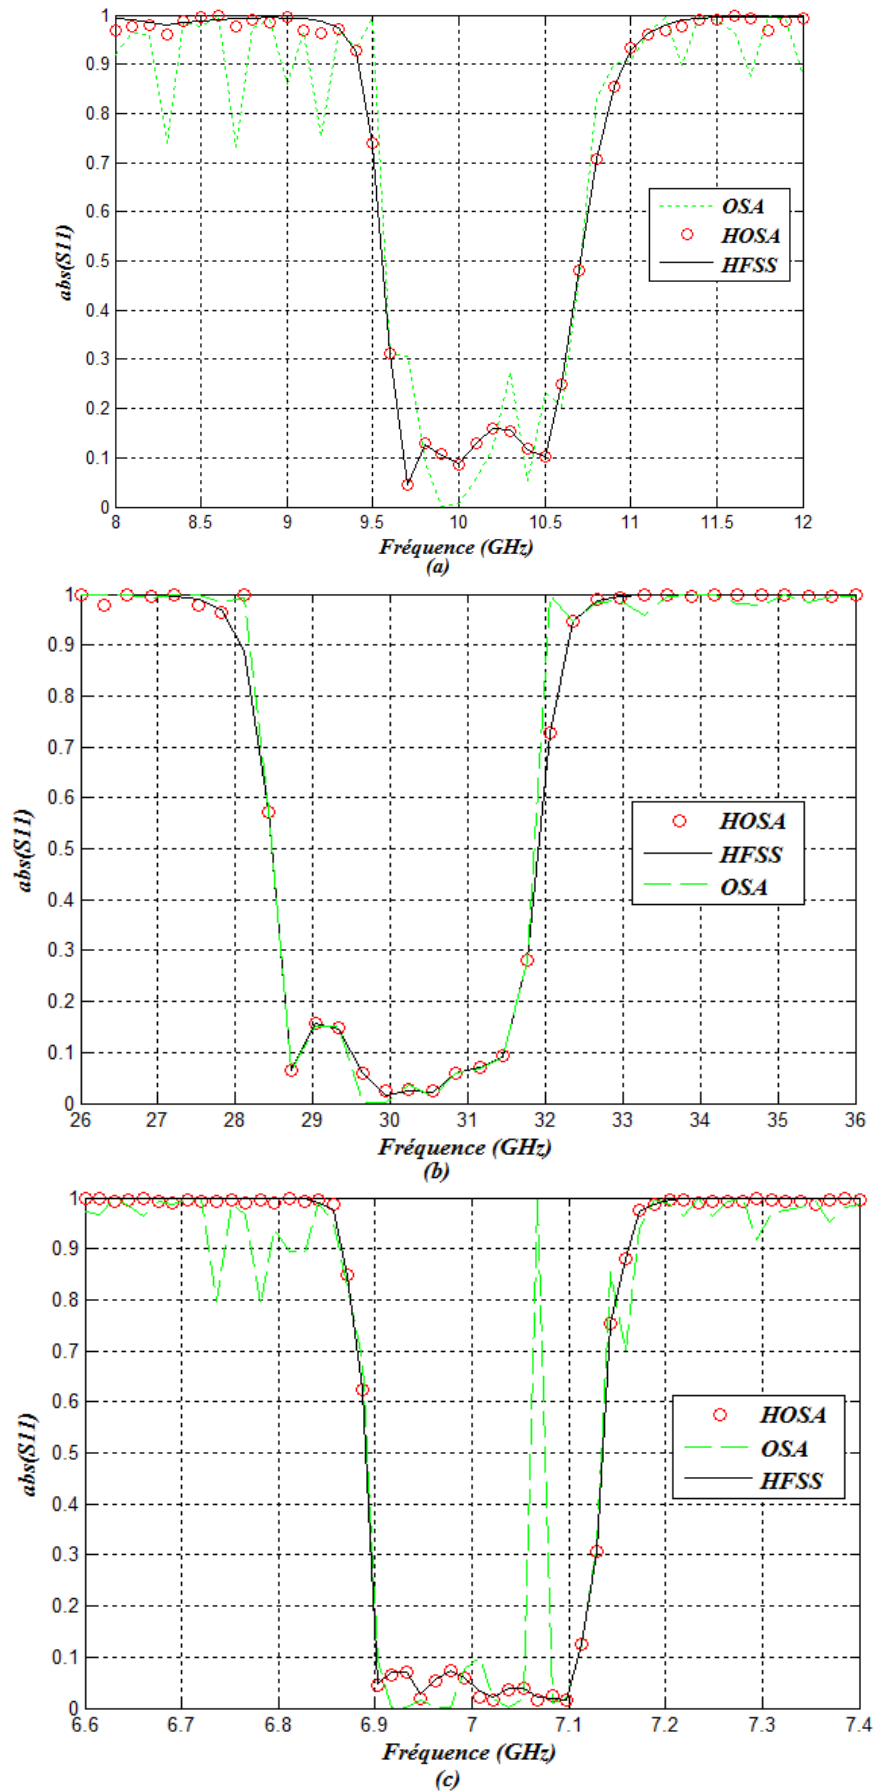 1
0.9
0.8
0.7
0.6
0.5
0.4
0.3
0.2
0.1
0
abs(S11)
OSA
HOSA
HFSS
8 8.5 9 9.5 10 10.5 11 11.5 12
Fréquence (GHz)
(a)
1
0.9
0.8
0.7
0.6
0.5
0.4
0.3
0.2
0.1
0
abs(S11)
HOSA
HFSS
OSA
26 27 28 29 30 31 32 33 34 35 36
Fréquence (GHz)
(b)
1
0.9
0.8
0.7
0.6
0.5
0.4
0.3
0.2
0.1
0
abs(S11)
HOSA
OSA
HFSS
6.6 6.7 6.8 6.9 7 7.1 7.2 7.3 7.4
Fréquence (GHz)
(c)